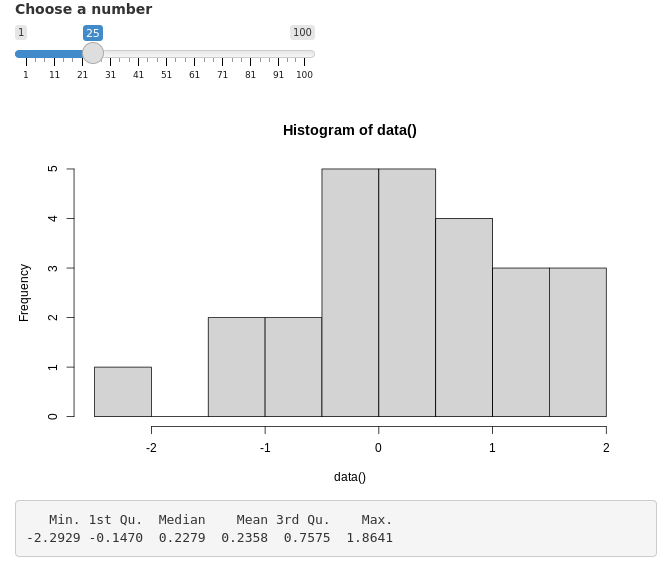 Choose a number
1 25 100
1 11 21 31 41 51 61 71 81 91 100
Histogram of data()
Frequency
5
4
3
2
1
0
-2 -1 0 1 2
data()
Min. 1st Qu. Median Mean 3rd Qu. Max.
-2.2929 -0.1470 0.2279 0.2358 0.7575 1.8641